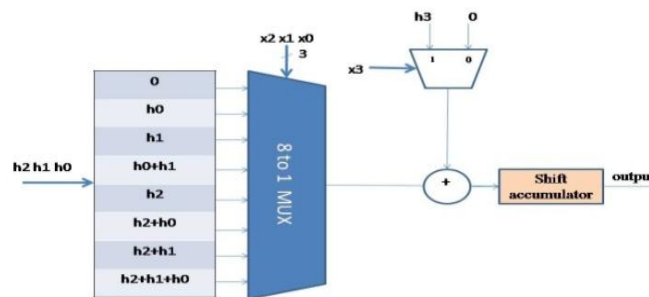 h3 0
x2 x1 x0
3
1 0
x3
0
h0
h1
h0+h1
h2
h2+h0
h2+h1
h2+h1+h0
h2 h1 h0
8 to 1 MUX
+
Shift
accumulator
output